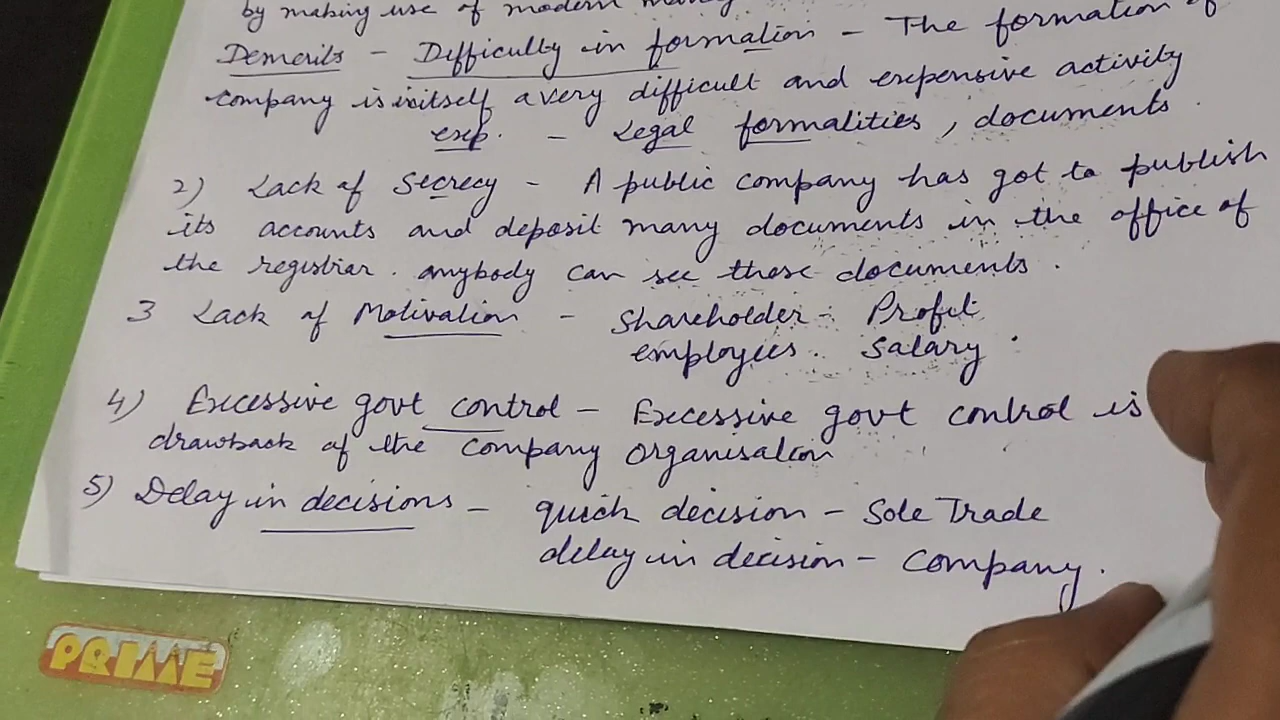 by making use of modern
Demerits - Difficulty in formation - The formation of
company is initself a very difficult and expensive activity
exp. - Legal formalities, documents.
2) Lack of Secrecy - A public company has got to publish
its accounts and deposit many documents in the office of
the registrar. anybody can see those documents.
3 Lack of Motivation - Shareholder - Profit
employees.. Salary.
4) Excessive govt control - Excessive govt control is
drawback of the company organisation
5) Delay in decisions - quick decision - Sole Trade
delay in decision - Company.
PRIME